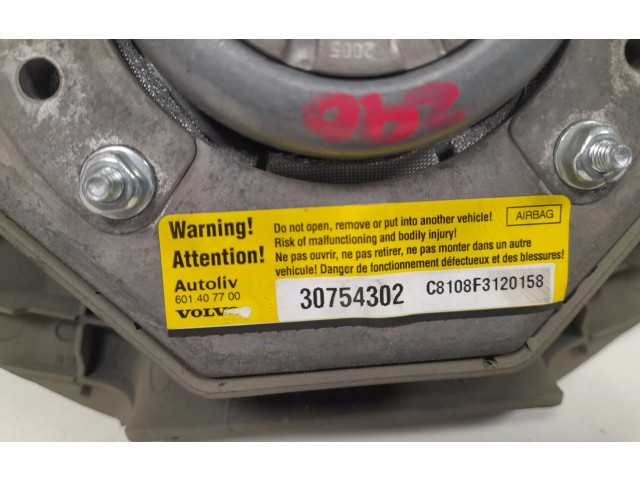 2005
246
Warning!
Attention!
Do not open, remove or put into another vehicle!
Risk of malfunctioning and bodily injury!
Ne pas ouvrir, ne pas retirer, ne pas monter dans un autre
vehicule! Danger de fonctionnement défectueux et des blessures!
AIRBAG
Autoliv
601 40 77 00
VOLVO
30754302
C8108F3120158